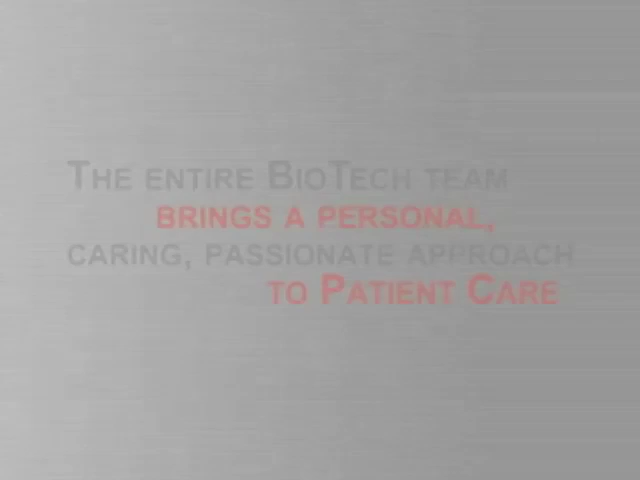 The entire BioTech team
brings a personal,
caring, passionate approach
to Patient Care